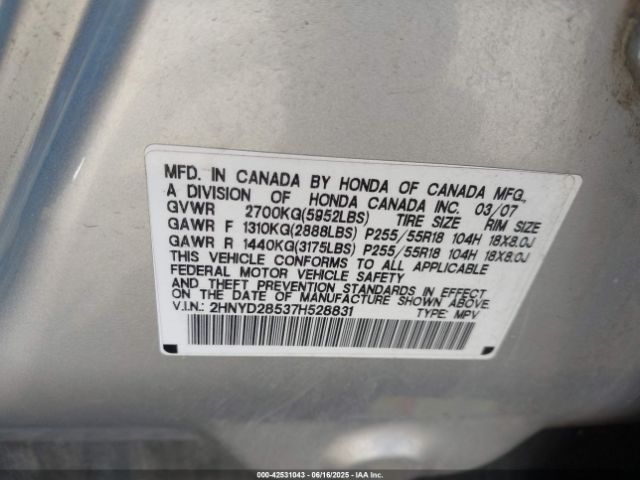 MFD. IN CANADA BY HONDA OF CANADA MFG.,
A DIVISION OF HONDA CANADA INC. 03/07
GVWR 2700KG(5952LBS) TIRE SIZE RIM SIZE
GAWR F 1310KG(2888LBS) P255/55R18 104H 18X8.0J
GAWR R 1440KG(3175LBS) P255/55R18 104H 18X8.0J
THIS VEHICLE CONFORMS TO ALL APPLICABLE
FEDERAL MOTOR VEHICLE SAFETY
AND THEFT PREVENTION STANDARDS
IN EFFECT ON THE DATE OF MANUFACTURE SHOWN ABOVE.
V.I.N.: 2HNYD28537H528831 TYPE: MPV
000-42531043 - 06/16/2025 - IAA Inc.